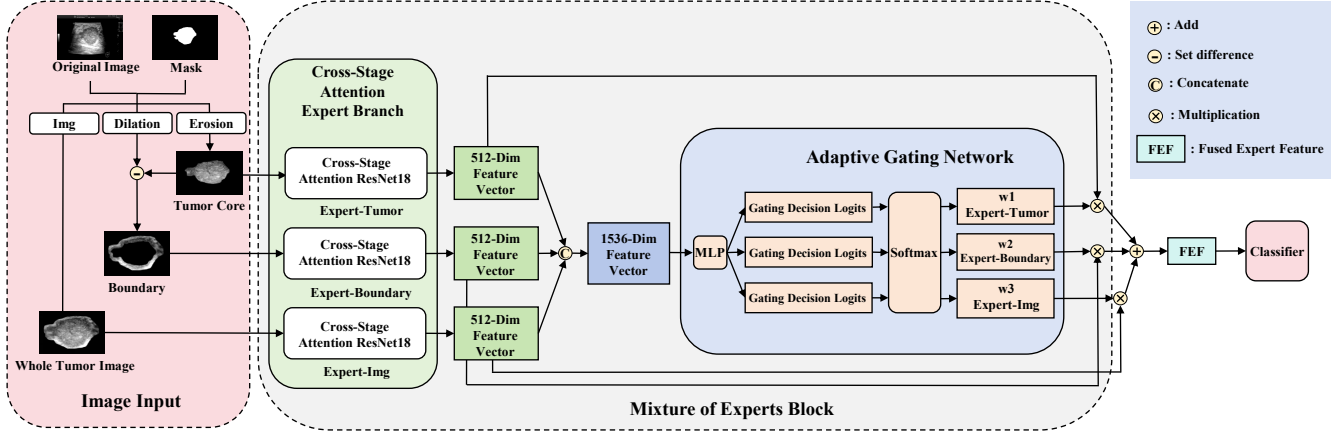 Original Image
Mask
Img
Dilation
Erosion
Tumor Core
Boundary
Whole Tumor Image
Image Input
Cross-Stage
Attention
Expert Branch
Cross-Stage
Attention ResNet18
Expert-Tumor
Cross-Stage
Attention ResNet18
Expert-Boundary
Cross-Stage
Attention ResNet18
Expert-Img
512-Dim
Feature
Vector
512-Dim
Feature
Vector
512-Dim
Feature
Vector
C
1536-Dim
Feature
Vector
Adaptive Gating Network
MLP
Gating Decision Logits
Gating Decision Logits
Gating Decision Logits
Softmax
w1
Expert-Tumor
w2
Expert-Boundary
w3
Expert-Img
Mixture of Experts Block
FEF
Classifier
+ : Add
− : Set difference
C : Concatenate
× : Multiplication
FEF : Fused Expert Feature